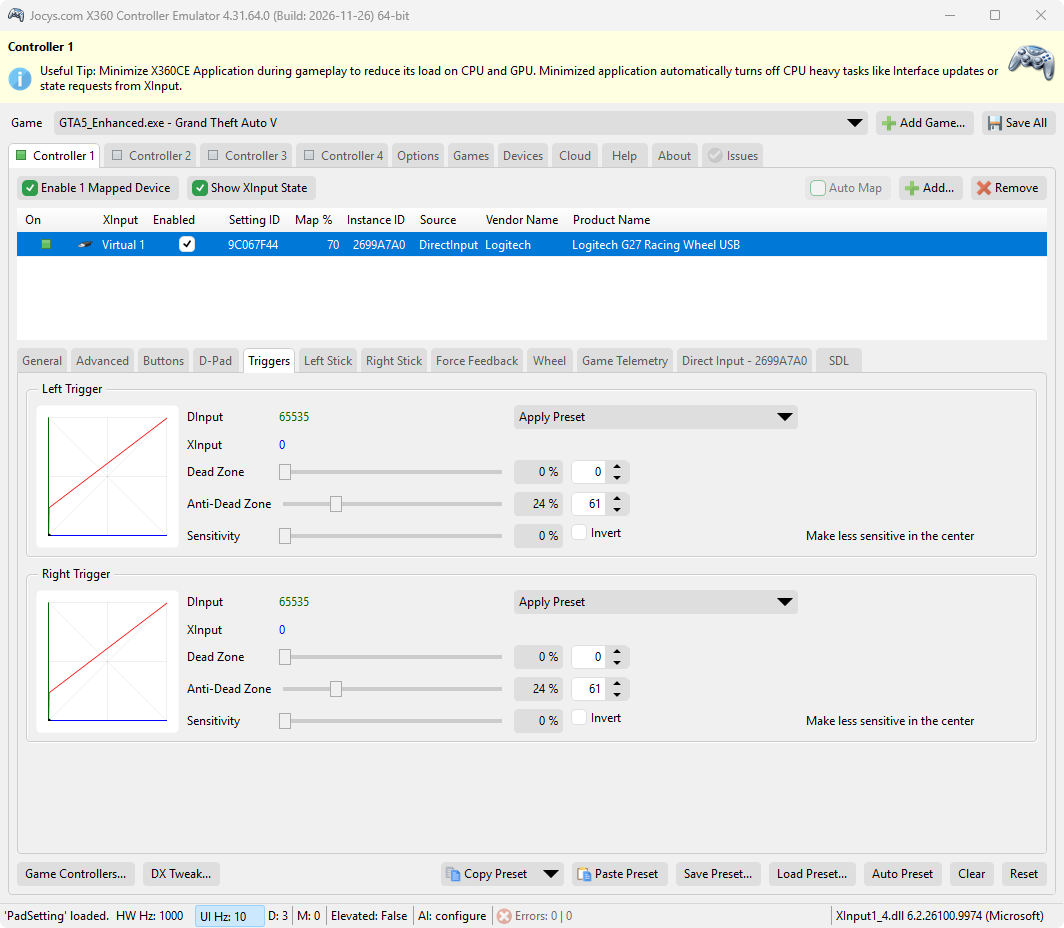 Jocys.com X360 Controller Emulator 4.31.64.0 (Build: 2026-11-26) 64-bit
Controller 1
Useful Tip: Minimize X360CE Application during gameplay to reduce its load on CPU and GPU. Minimized application automatically turns off CPU heavy tasks like Interface updates or
state requests from XInput.
Game GTA5_Enhanced.exe - Grand Theft Auto V Add Game... Save All
Controller 1 Controller 2 Controller 3 Controller 4 Options Games Devices Cloud Help About Issues
Enable 1 Mapped Device Show XInput State Auto Map Add... Remove
On XInput Enabled Setting ID Map % Instance ID Source Vendor Name Product Name
Virtual 1 9C067F44 70 2699A7A0 DirectInput Logitech Logitech G27 Racing Wheel USB
General Advanced Buttons D-Pad Triggers Left Stick Right Stick Force Feedback Wheel Game Telemetry Direct Input - 2699A7A0 SDL
Left Trigger
DInput 65535 Apply Preset
XInput 0
Dead Zone 0 % 0
Anti-Dead Zone 24 % 61
Sensitivity 0 % Invert Make less sensitive in the center
Right Trigger
DInput 65535 Apply Preset
XInput 0
Dead Zone 0 % 0
Anti-Dead Zone 24 % 61
Sensitivity 0 % Invert Make less sensitive in the center
Game Controllers... DX Tweak... Copy Preset Paste Preset Save Preset... Load Preset... Auto Preset Clear Reset
'PadSetting' loaded. HW Hz: 1000 UI Hz: 10 D: 3 M: 0 Elevated: False AI: configure Errors: 0 | 0 XInput1_4.dll 6.2.26100.9974 (Microsoft)